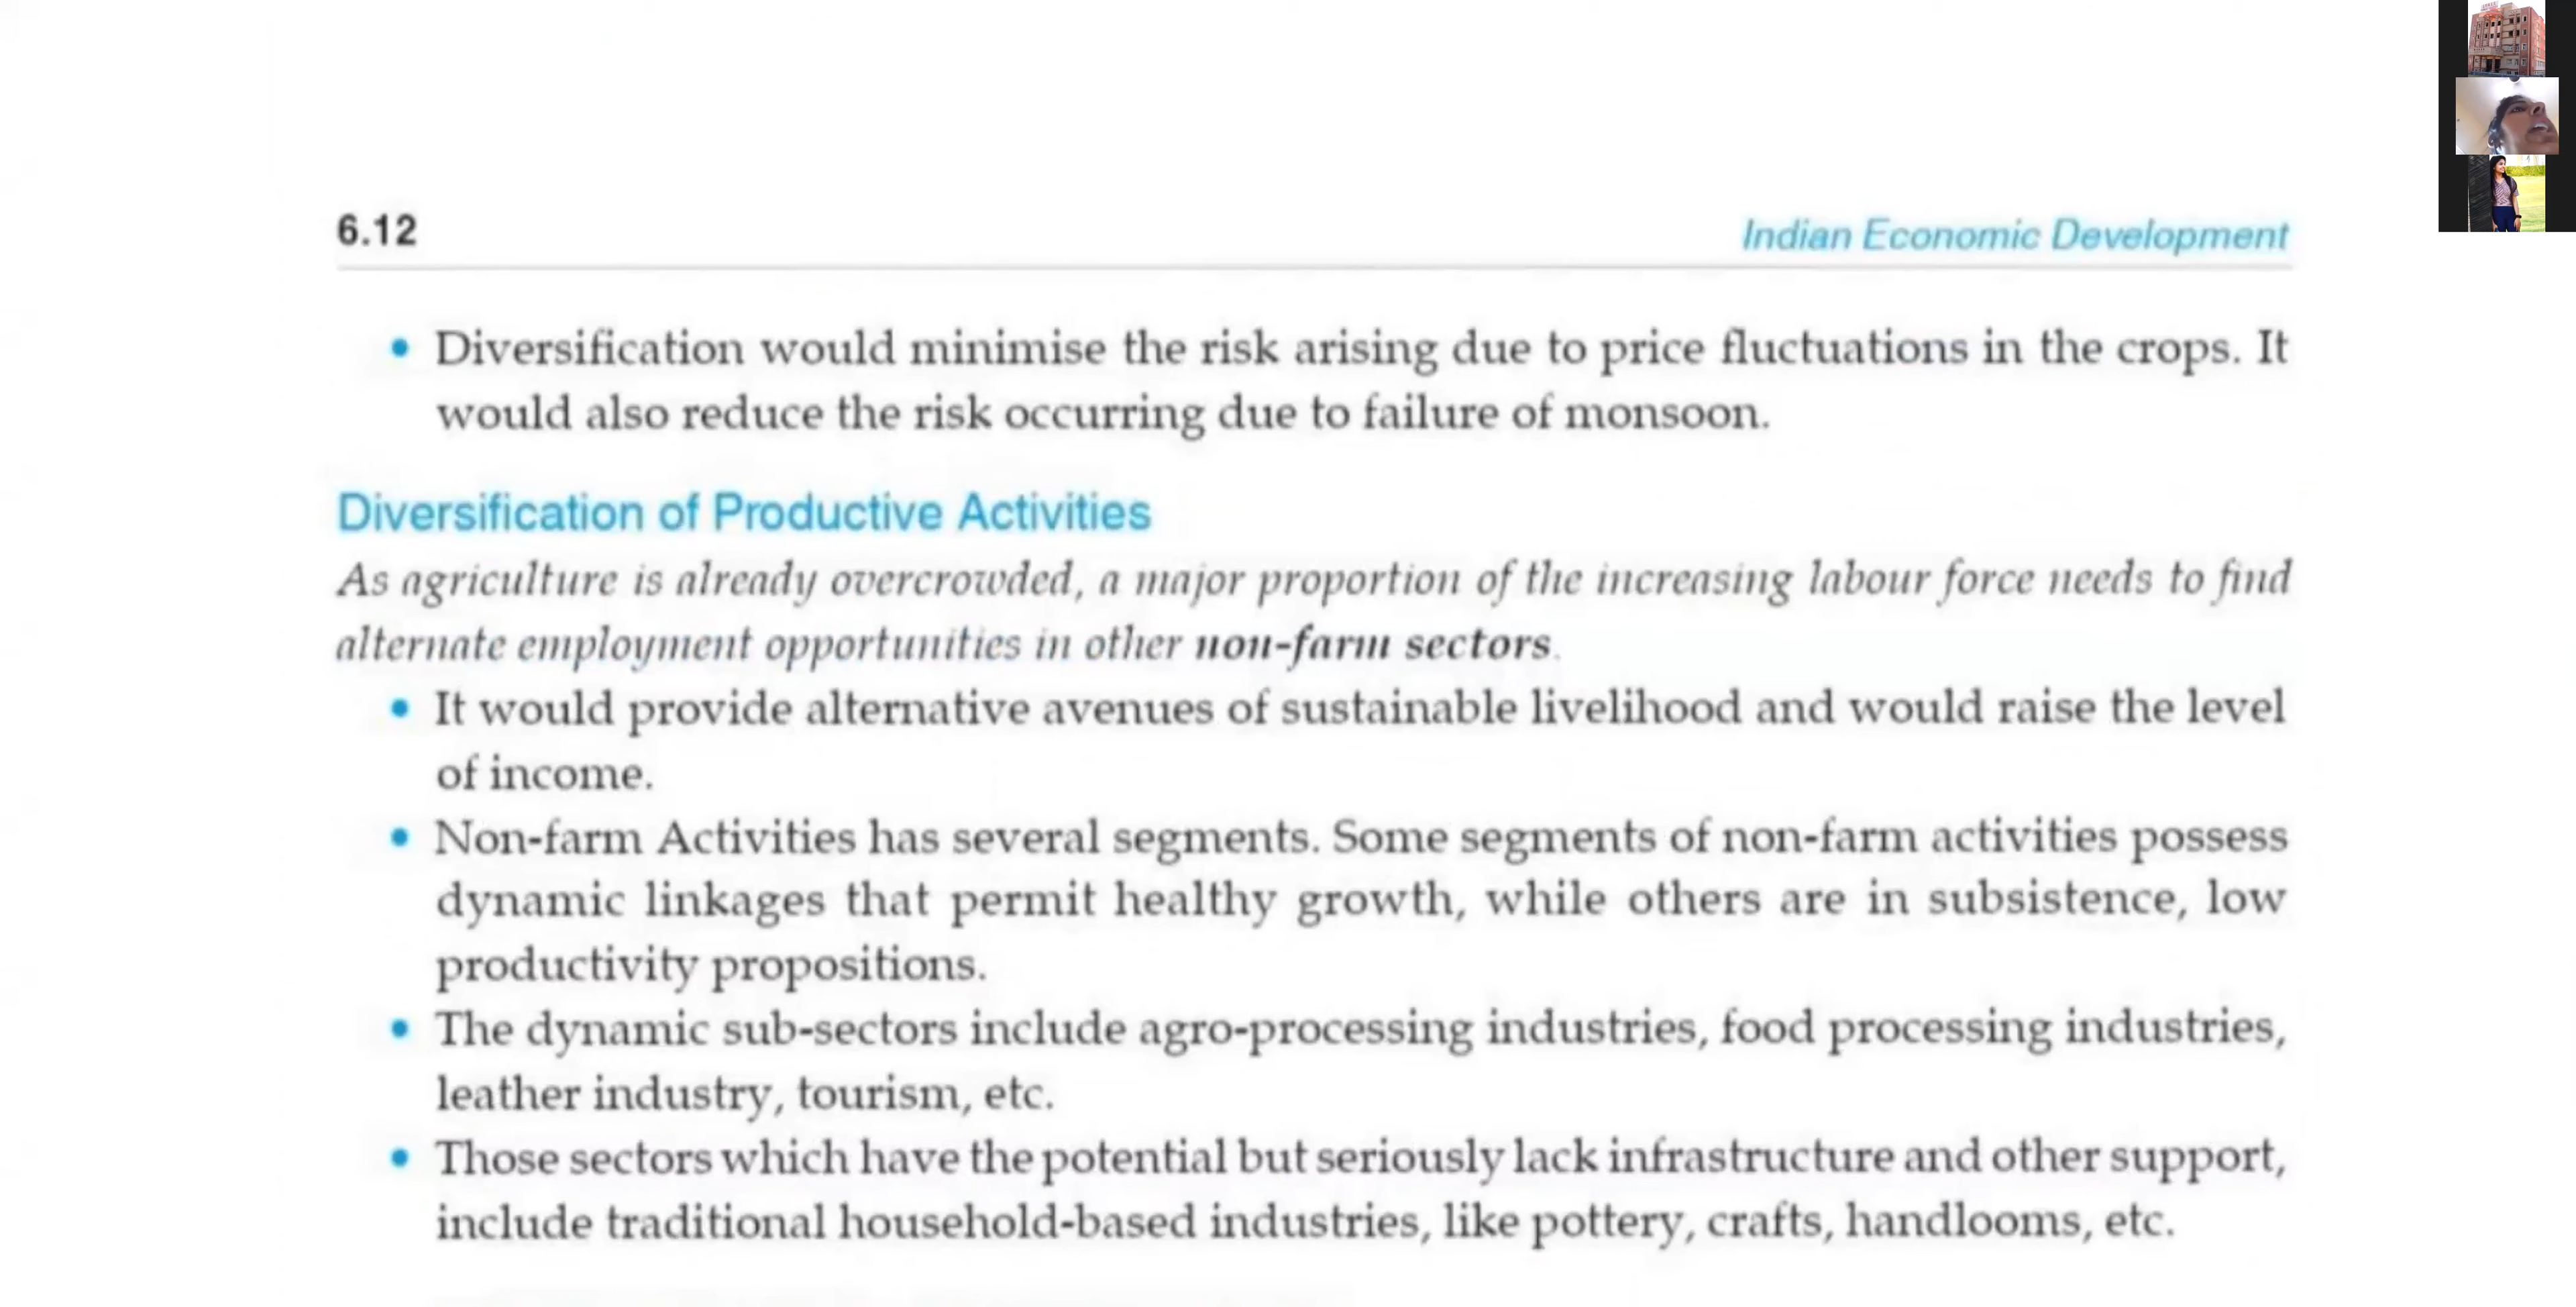 6.12
Indian Economic Development
• Diversification would minimise the risk arising due to price fluctuations in the crops. It
would also reduce the risk occurring due to failure of monsoon.
Diversification of Productive Activities
As agriculture is already overcrowded, a major proportion of the increasing labour force needs to find
alternate employment opportunities in other non-farm sectors.
• It would provide alternative avenues of sustainable livelihood and would raise the level
of income.
• Non-farm Activities has several segments. Some segments of non-farm activities possess
dynamic linkages that permit healthy growth, while others are in subsistence, low
productivity propositions.
• The dynamic sub-sectors include agro-processing industries, food processing industries,
leather industry, tourism, etc.
• Those sectors which have the potential but seriously lack infrastructure and other support,
include traditional household-based industries, like pottery, crafts, handlooms, etc.